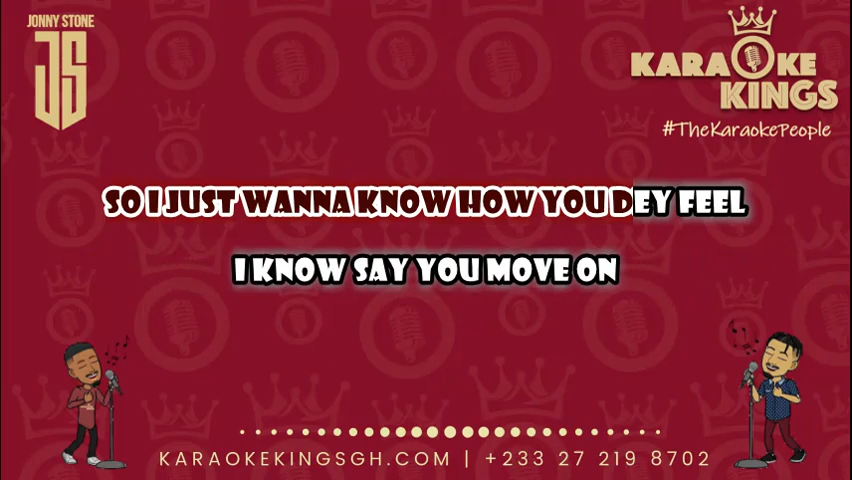 JONNY STONE
JS
KARAOKE
KINGS
#TheKaraokePeople
SO I JUST WANNA KNOW HOW YOU DEY FEEL
I KNOW SAY YOU MOVE ON
KARAOKEKINGSGH.COM | +233 27 219 8702